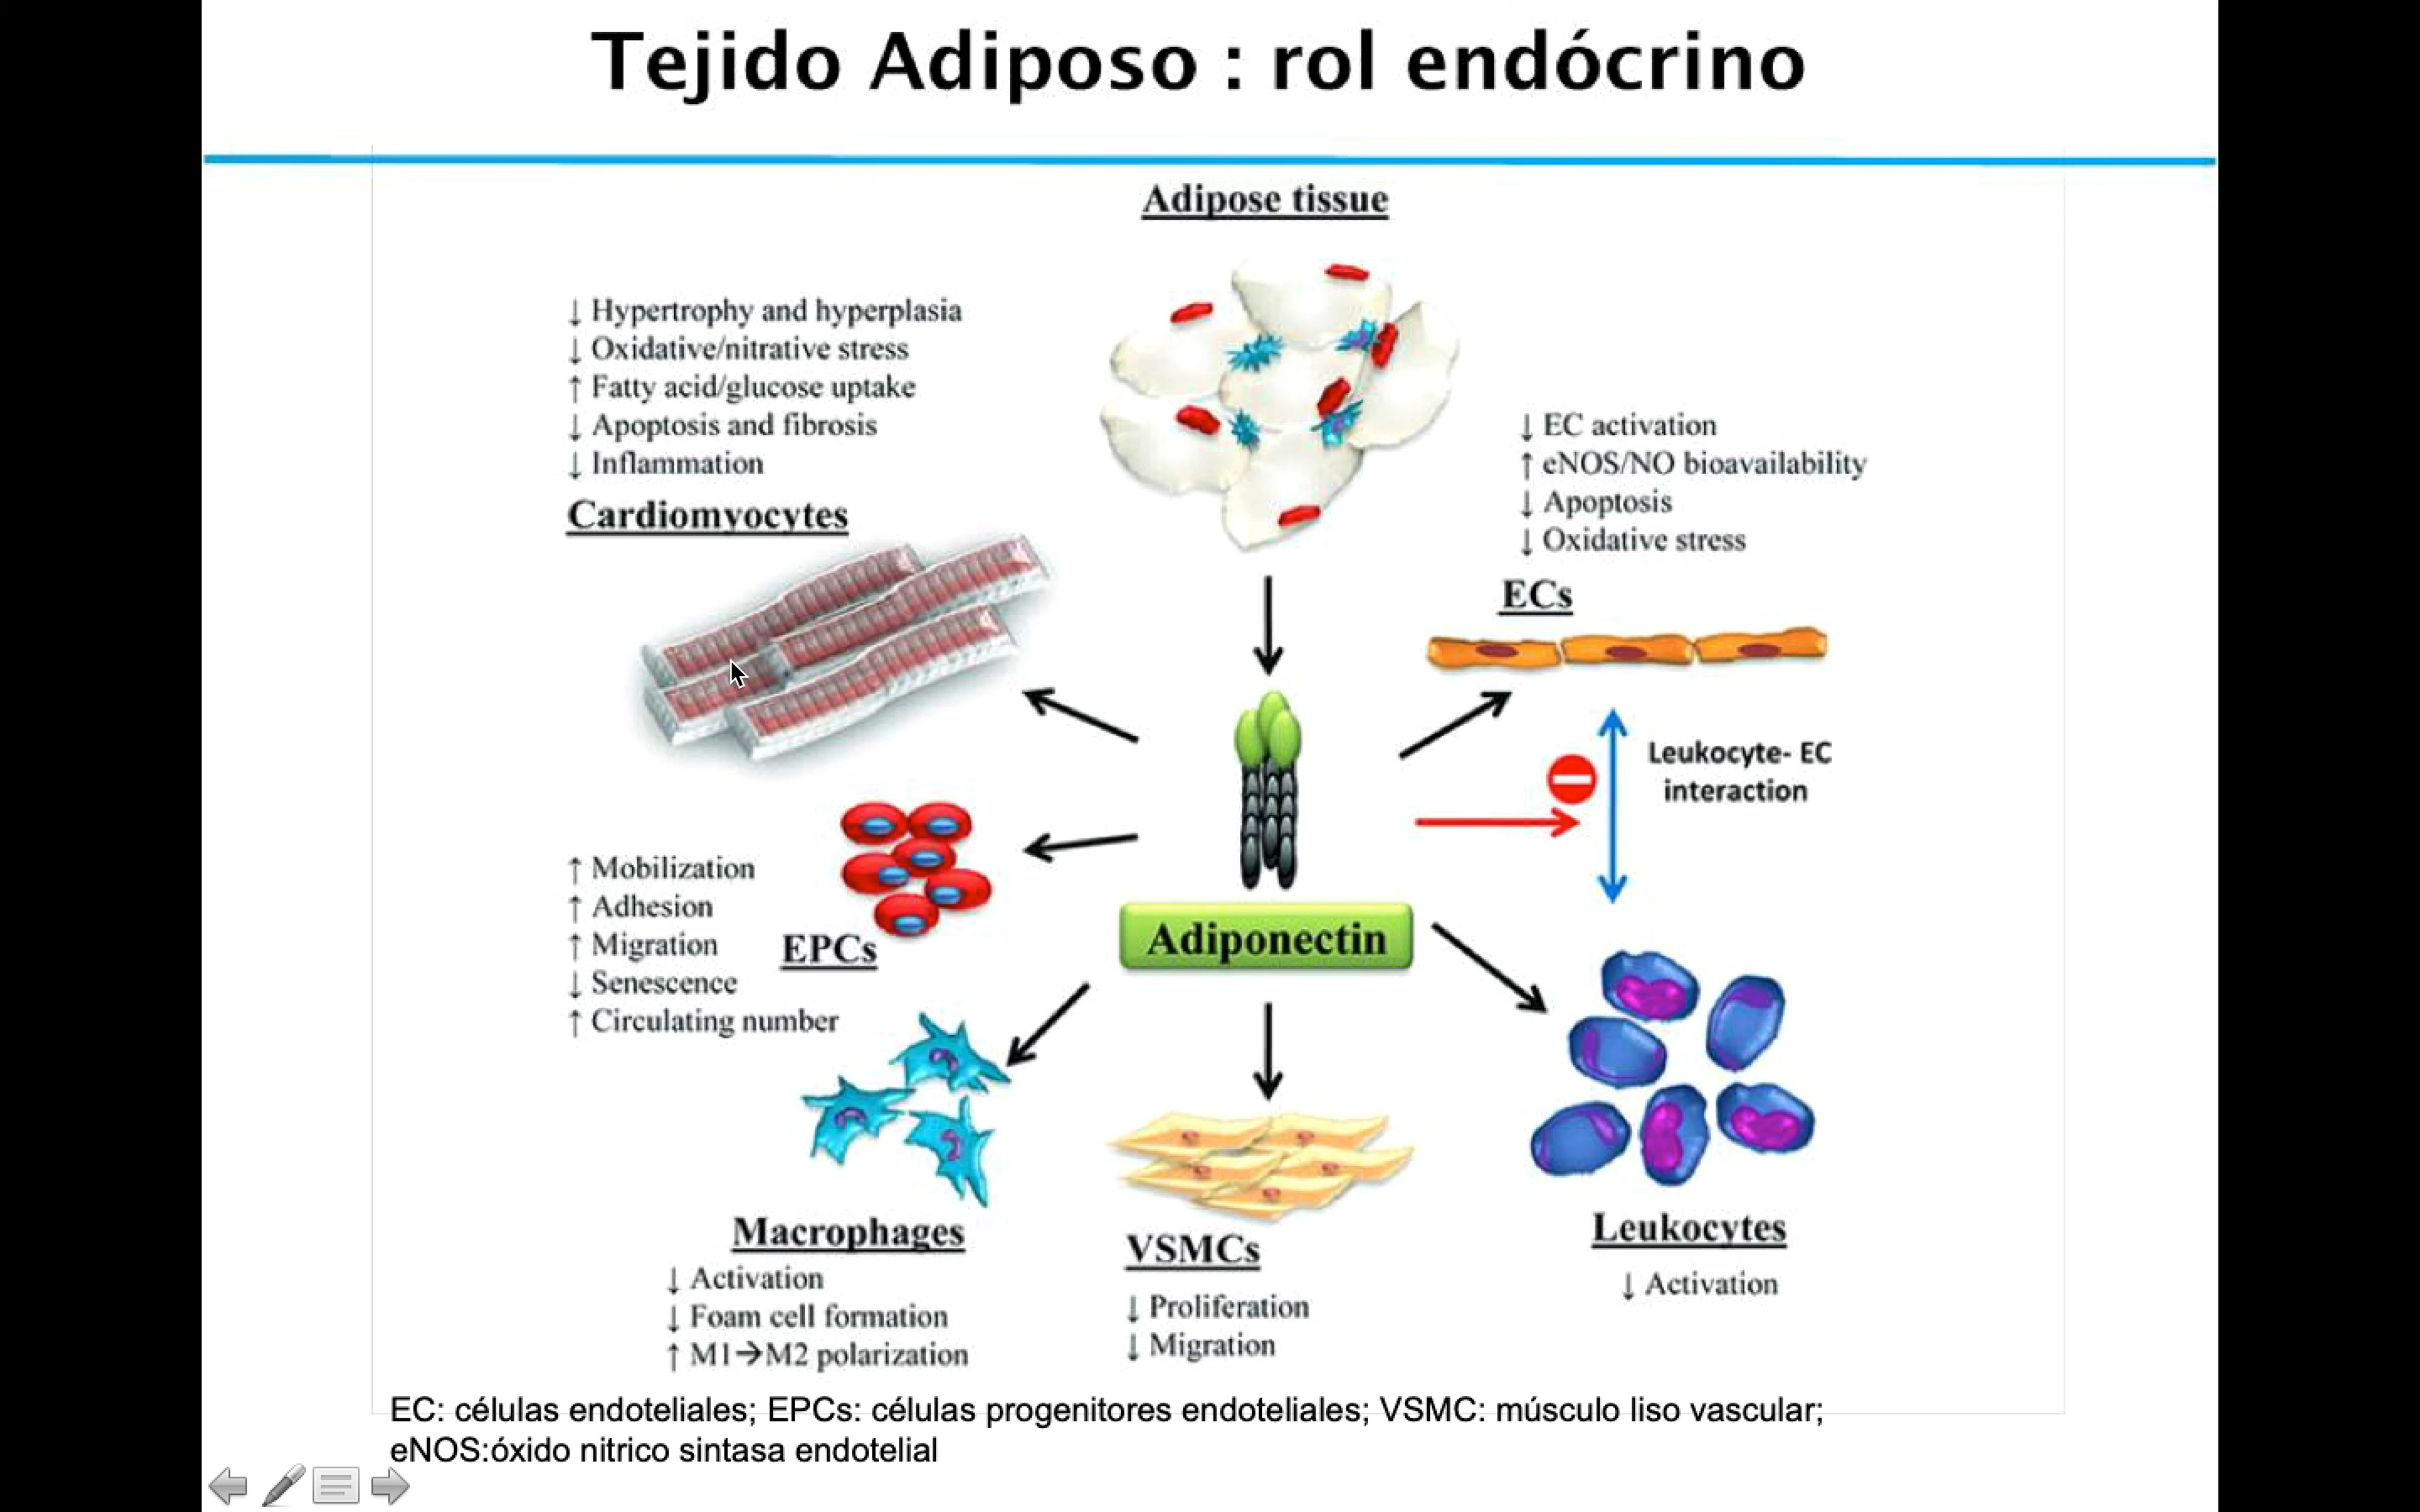 Tejido Adiposo : rol endócrino
Adipose tissue
↓ Hypertrophy and hyperplasia
↓ Oxidative/nitrative stress
↑ Fatty acid/glucose uptake
↓ Apoptosis and fibrosis
↓ Inflammation
Cardiomyocytes
↓ EC activation
↑ eNOS/NO bioavailability
↓ Apoptosis
↓ Oxidative stress
ECs
Leukocyte- EC
interaction
↑ Mobilization
↑ Adhesion
↑ Migration
↓ Senescence
↑ Circulating number
EPCs
Adiponectin
Macrophages
↓ Activation
↓ Foam cell formation
↑ M1→M2 polarization
VSMCs
↓ Proliferation
↓ Migration
Leukocytes
↓ Activation
EC: células endoteliales; EPCs: células progenitores endoteliales; VSMC: músculo liso vascular;
eNOS:óxido nitrico sintasa endotelial